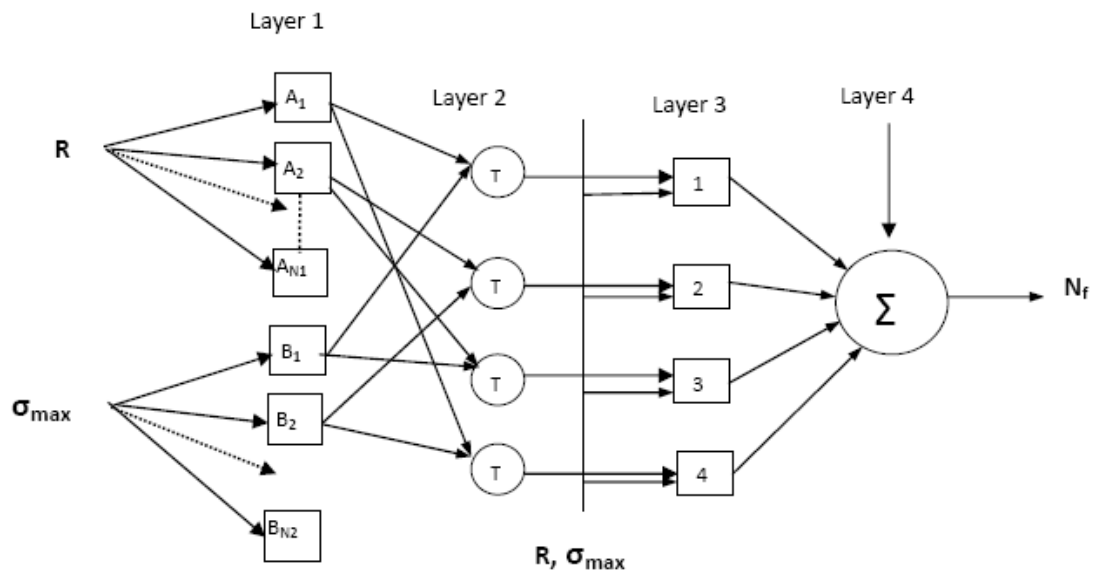 Layer 1
Layer 2
Layer 3
Layer 4
R
A1
A2
AN1
B1
B2
BN2
σmax
T
T
T
T
1
2
3
4
Σ
Nf
R, σmax